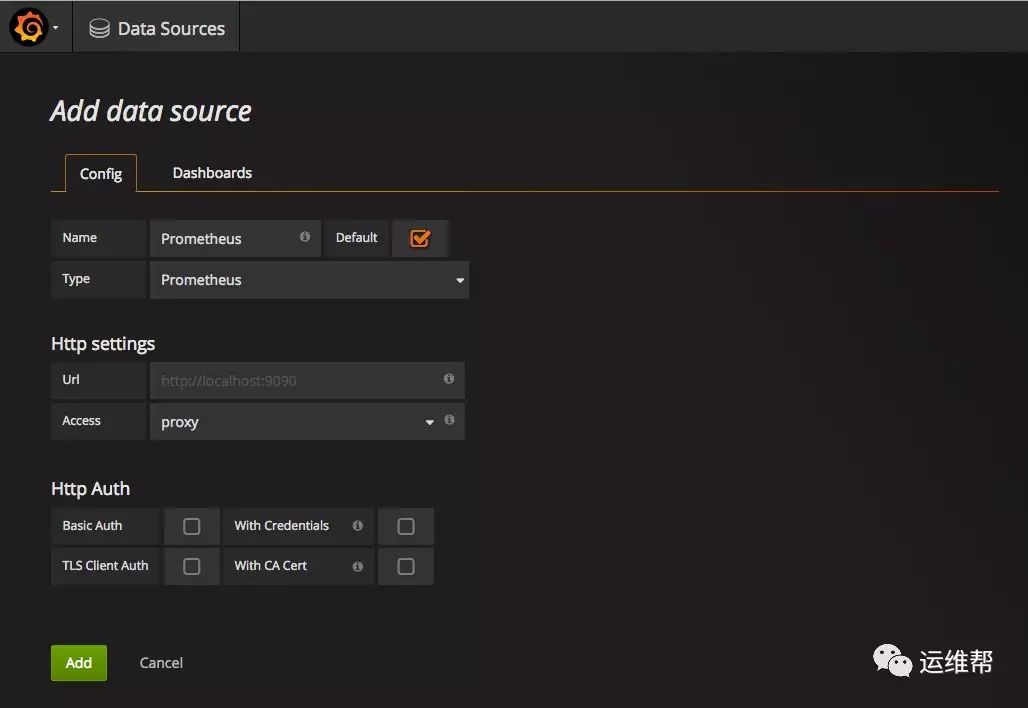 Data Sources
Add data source
Config Dashboards
Name Prometheus Default
Type Prometheus
Http settings
Url http://localhost:9090
Access proxy
Http Auth
Basic Auth With Credentials
TLS Client Auth With CA Cert
Add Cancel
运维帮